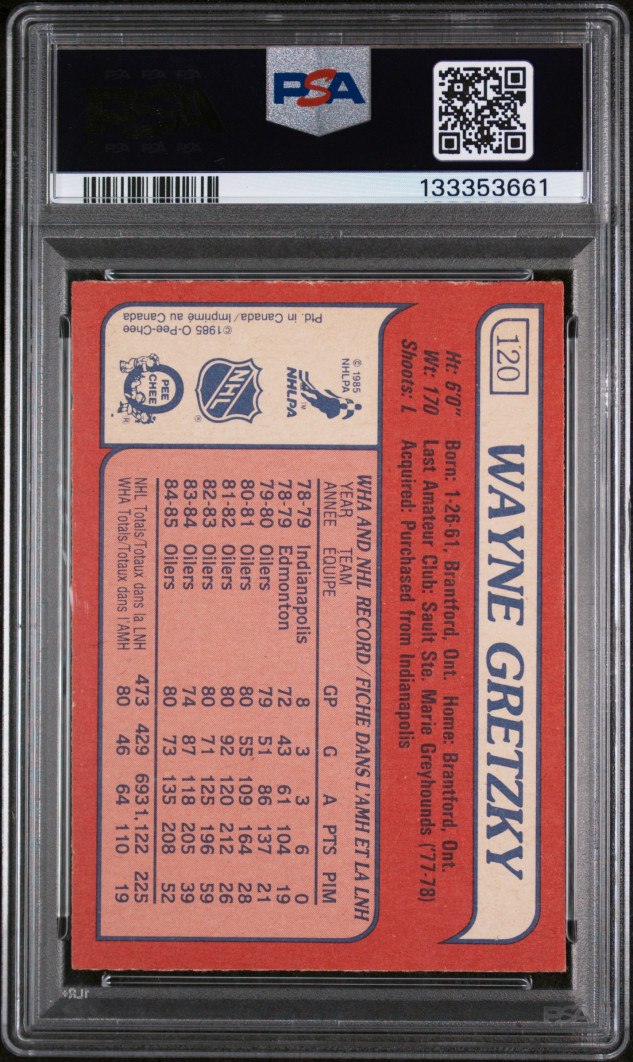 PSA
133353661
120
WAYNE GRETZKY
Ht: 6'0" Born: 1-26-61, Brantford, Ont. Home: Brantford, Ont.
Wt: 170 Last Amateur Club: Sault Ste. Marie Greyhounds ('77-78)
Shoots: L Acquired: Purchased from Indianapolis
© 1985
NHLPA
NHLPA
TM
NHL
®
O
PEE
CHEE
©1985 O-Pee-Chee
Ptd. in Canada/Imprimé au Canada
WHA AND NHL RECORD/FICHE DANS L'AMH ET LA LNH
YEAR TEAM
ANNÉE ÉQUIPE GP G A PTS PIM
78-79 Indianapolis 8 3 3 6 0
78-79 Edmonton 72 43 61 104 19
79-80 Oilers 79 51 86 137 21
80-81 Oilers 80 55 109 164 28
81-82 Oilers 80 92 120 212 26
82-83 Oilers 80 71 125 196 59
83-84 Oilers 74 87 118 205 39
84-85 Oilers 80 73 135 208 52
NHL Totals/Totaux dans la LNH 473 429 693 1,122 225
WHA Totals/Totaux dans l'AMH 80 46 64 110 19
PSA